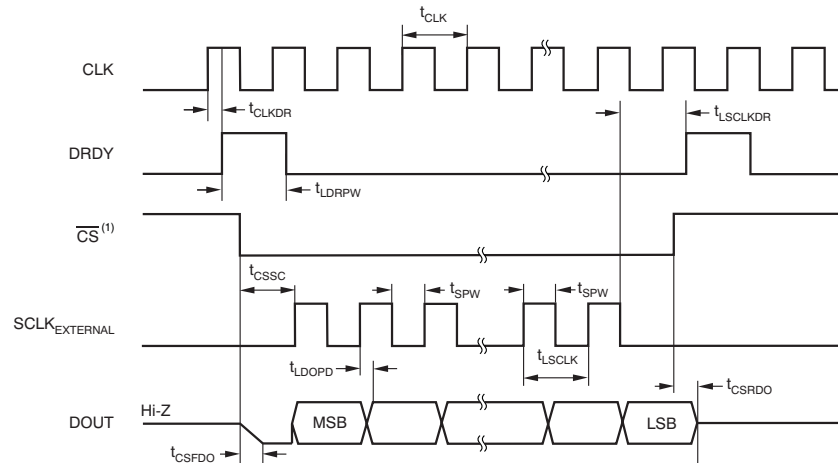 tCLK
CLK
tCLKDR
tLSCLKDR
DRDY
tLDRPW
CS(1)
tCSSC
tSPW
tSPW
SCLKEXTERNAL
tLDOPD
tLSCLK
tCSRDO
Hi-Z
DOUT
MSB
LSB
tCSFDO